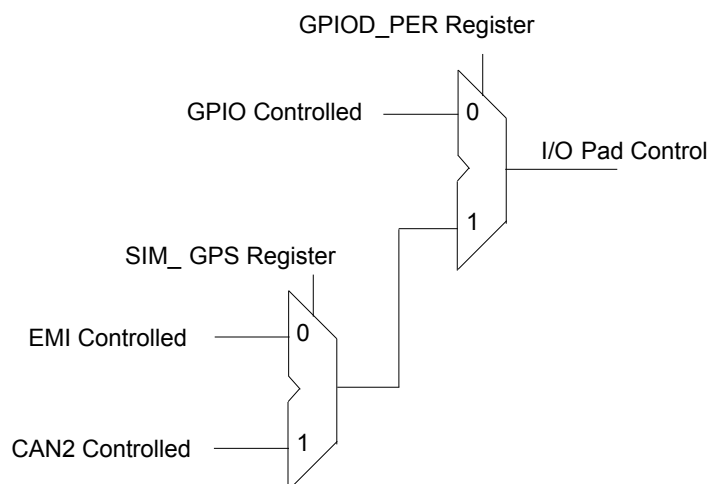 GPIOD_PER Register
GPIO Controlled
0
I/O Pad Control
1
SIM_ GPS Register
EMI Controlled
0
CAN2 Controlled
1